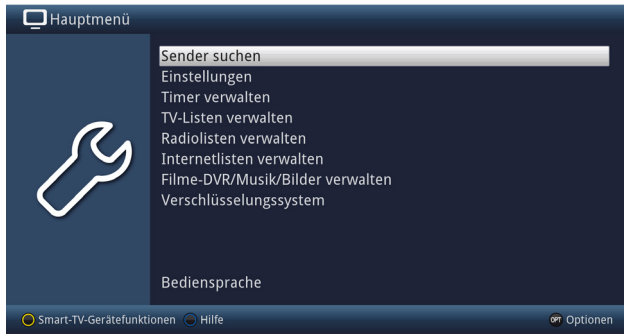 Hauptmenü
Sender suchen
Einstellungen
Timer verwalten
TV-Listen verwalten
Radiolisten verwalten
Internetlisten verwalten
Filme-DVR/Musik/Bilder verwalten
Verschlüsselungssystem
Bediensprache
Smart-TV-Gerätefunktionen Hilfe OPT Optionen